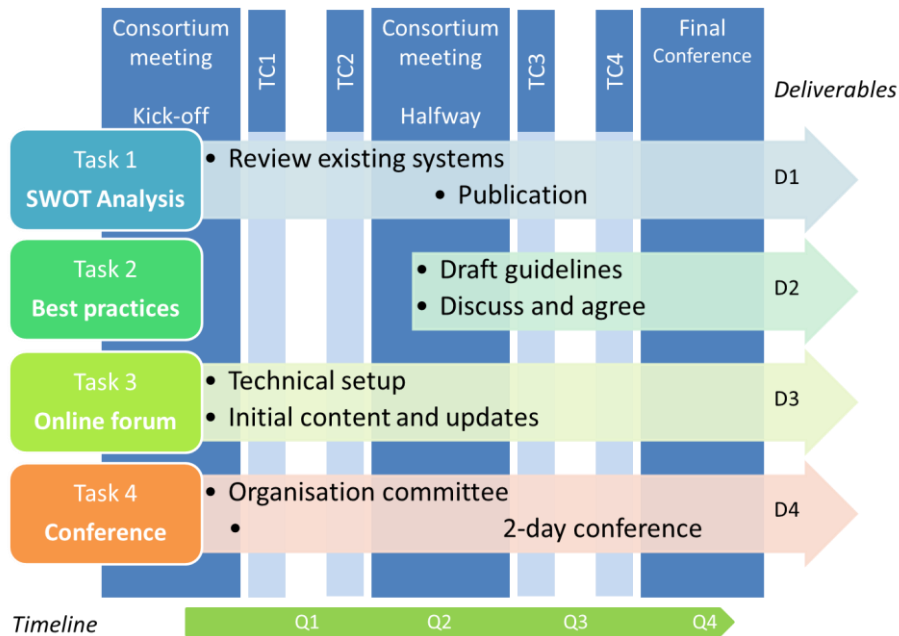 Consortium
meeting
Kick-off
TC1
TC2
Consortium
meeting
Halfway
TC3
TC4
Final
Conference
Deliverables
Task 1
SWOT Analysis
• Review existing systems
• Publication
D1
Task 2
Best practices
• Draft guidelines
• Discuss and agree
D2
Task 3
Online forum
• Technical setup
• Initial content and updates
D3
Task 4
Conference
• Organisation committee
• 2-day conference
D4
Timeline
Q1
Q2
Q3
Q4